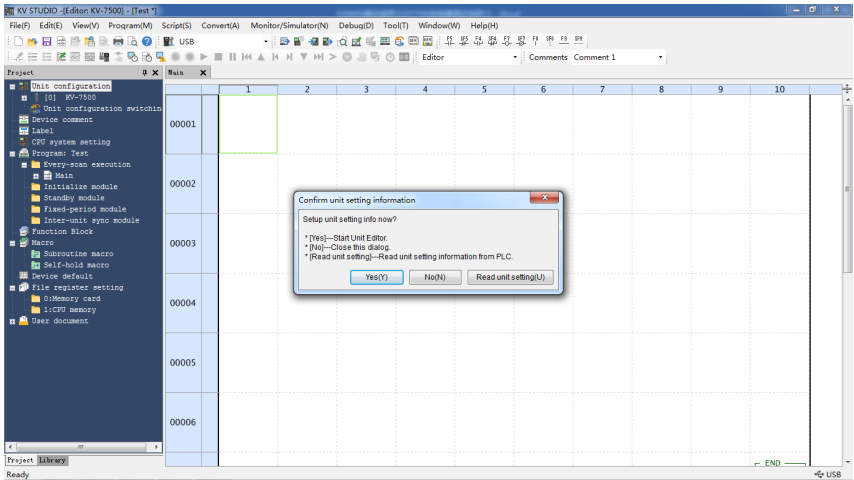 KV STUDIO -[Editor: KV-7500] - [Test *]
File(F) Edit(E) View(V) Program(M) Script(S) Convert(A) Monitor/Simulator(N) Debug(D) Tool(T) Window(W) Help(H)
USB
Editor Comments Comment 1
Project
Main
Unit configuration
[0] KV-7500
Unit configuration switchin
Device comment
Label
CPU system setting
Program: Test
Every-scan execution
Main
Initialize module
Standby module
Fixed-period module
Inter-unit sync module
Function Block
Macro
Subroutine macro
Self-hold macro
Device default
File register setting
0:Memory card
1:CPU memory
User document
Project Library
1 2 3 4 5 6 7 8 9 10
00001
00002
00003
00004
00005
00006
END
Confirm unit setting information
Setup unit setting info now?
* [Yes]---Start Unit Editor.
* [No]---Close this dialog.
* [Read unit setting]---Read unit setting information from PLC.
Yes(Y) No(N) Read unit setting(U)
Ready
USB